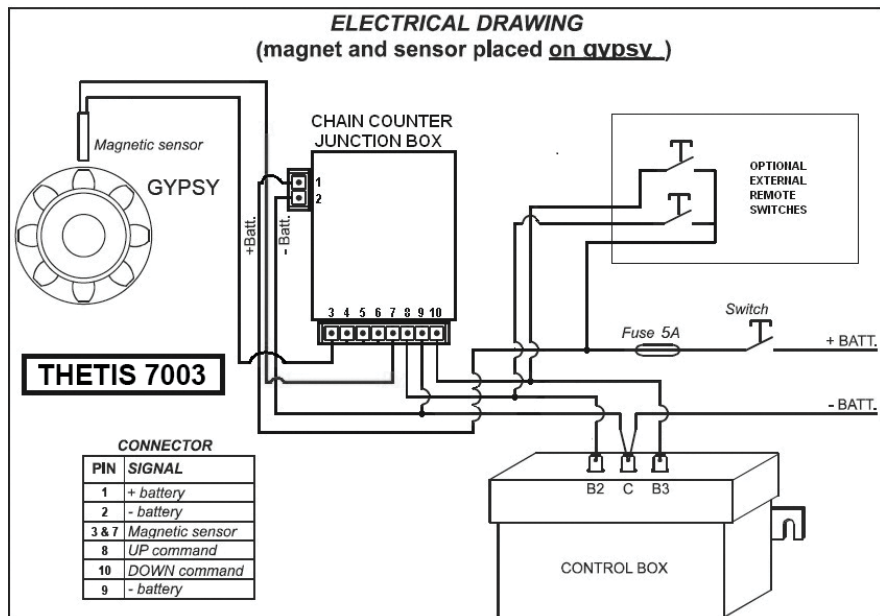 ELECTRICAL DRAWING
(magnet and sensor placed on gypsy )
Magnetic sensor
GYPSY
CHAIN COUNTER
JUNCTION BOX
1
2
+Batt.
- Batt.
3 4 5 6 7 8 9 10
OPTIONAL
EXTERNAL
REMOTE
SWITCHES
Switch
Fuse 5A
+ BATT.
- BATT.
THETIS 7003
CONNECTOR
PIN SIGNAL
1 + battery
2 - battery
3 & 7 Magnetic sensor
8 UP command
10 DOWN command
9 - battery
B2 C B3
CONTROL BOX